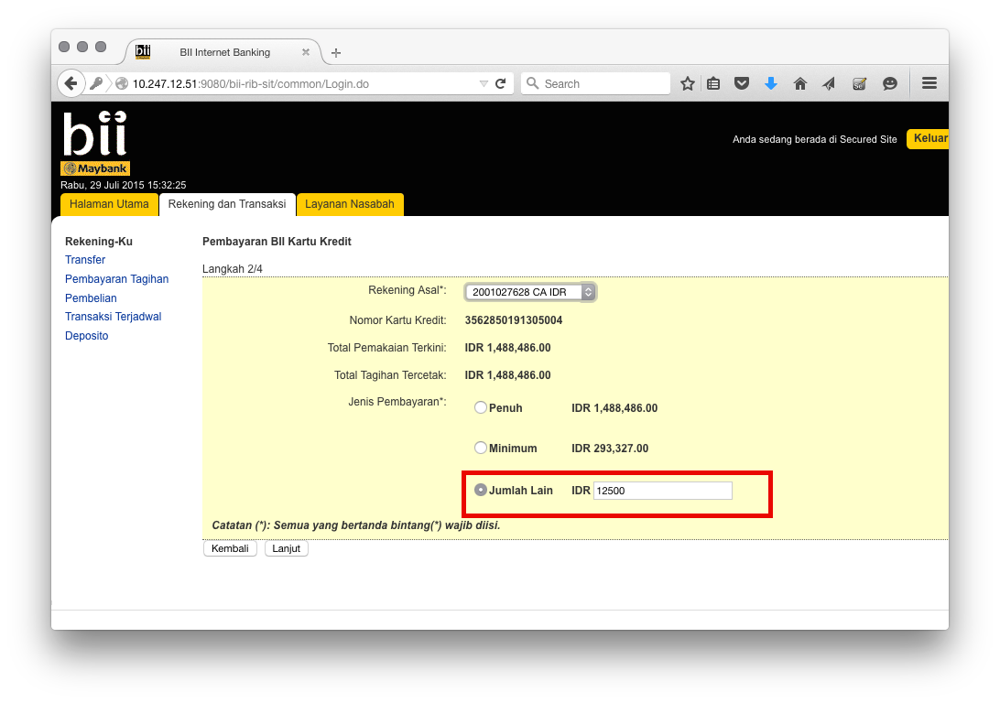 bii BII Internet Banking
10.247.12.51:9080/bii-rib-sit/common/Login.do Search
bii
Maybank
Anda sedang berada di Secured Site Keluar
Rabu, 29 Juli 2015 15:32:25
Halaman Utama Rekening dan Transaksi Layanan Nasabah
Rekening-Ku
Transfer
Pembayaran Tagihan
Pembelian
Transaksi Terjadwal
Deposito
Pembayaran BII Kartu Kredit
Langkah 2/4
Rekening Asal*: 2001027628 CA IDR
Nomor Kartu Kredit: 3562850191305004
Total Pemakaian Terkini: IDR 1,488,486.00
Total Tagihan Tercetak: IDR 1,488,486.00
Jenis Pembayaran*:
Penuh IDR 1,488,486.00
Minimum IDR 293,327.00
Jumlah Lain IDR 12500
Catatan (*): Semua yang bertanda bintang(*) wajib diisi.
Kembali Lanjut